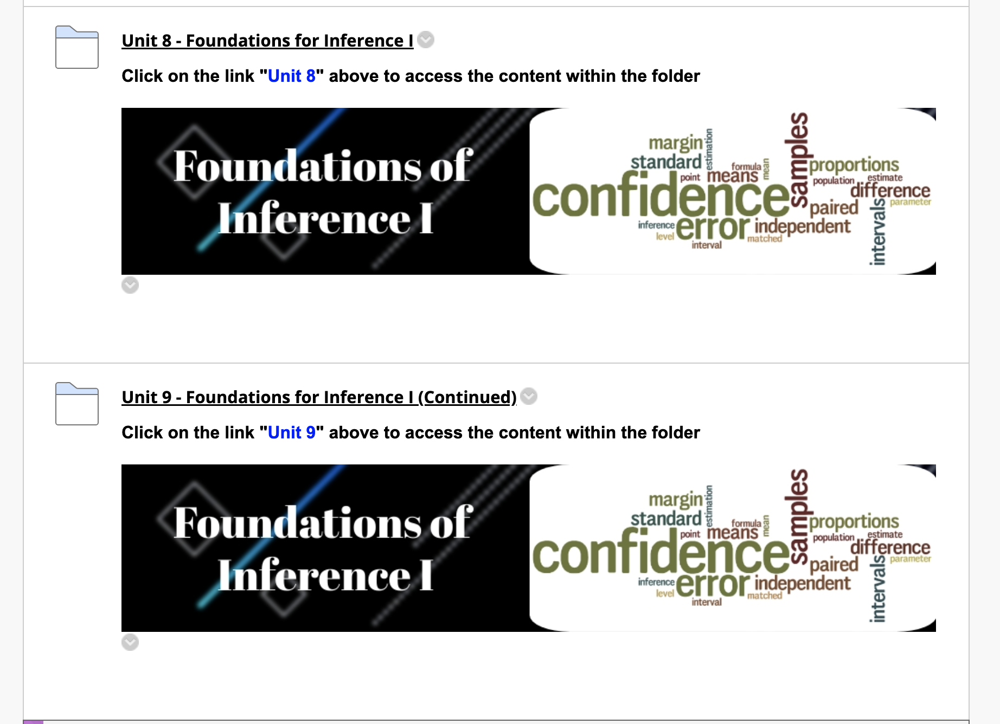 Unit 8 - Foundations for Inference I
Click on the link "Unit 8" above to access the content within the folder
Foundations of
Inference I
margin
estimation
standard
samples
proportions
formula
mean
point
means
population
estimate
confidence
difference
paired
parameter
intervals
inference
error
independent
level
matched
interval
Unit 9 - Foundations for Inference I (Continued)
Click on the link "Unit 9" above to access the content within the folder
Foundations of
Inference I
margin
estimation
standard
samples
proportions
formula
mean
point
means
population
estimate
confidence
difference
paired
parameter
intervals
inference
error
independent
level
matched
interval